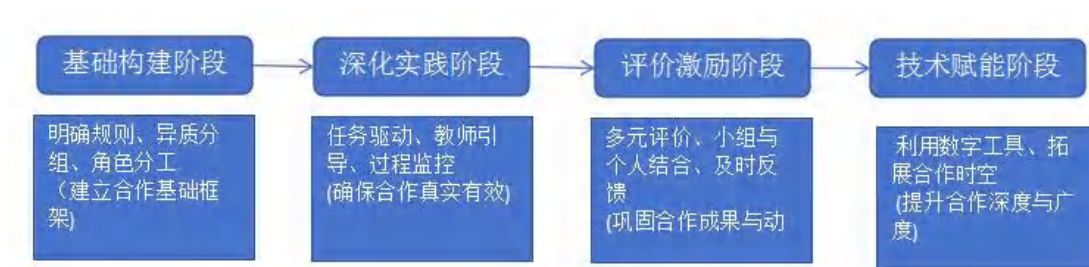 基础构建阶段
深化实践阶段
评价激励阶段
技术赋能阶段
明确规则、异质分
组、角色分工
（建立合作基础框
架)
任务驱动、教师引
导、过程监控
(确保合作真实有效)
多元评价、小组与
个人结合、及时反
馈
(巩固合作成果与动
利用数字工具、拓
展合作时空
(提升合作深度与广
度)